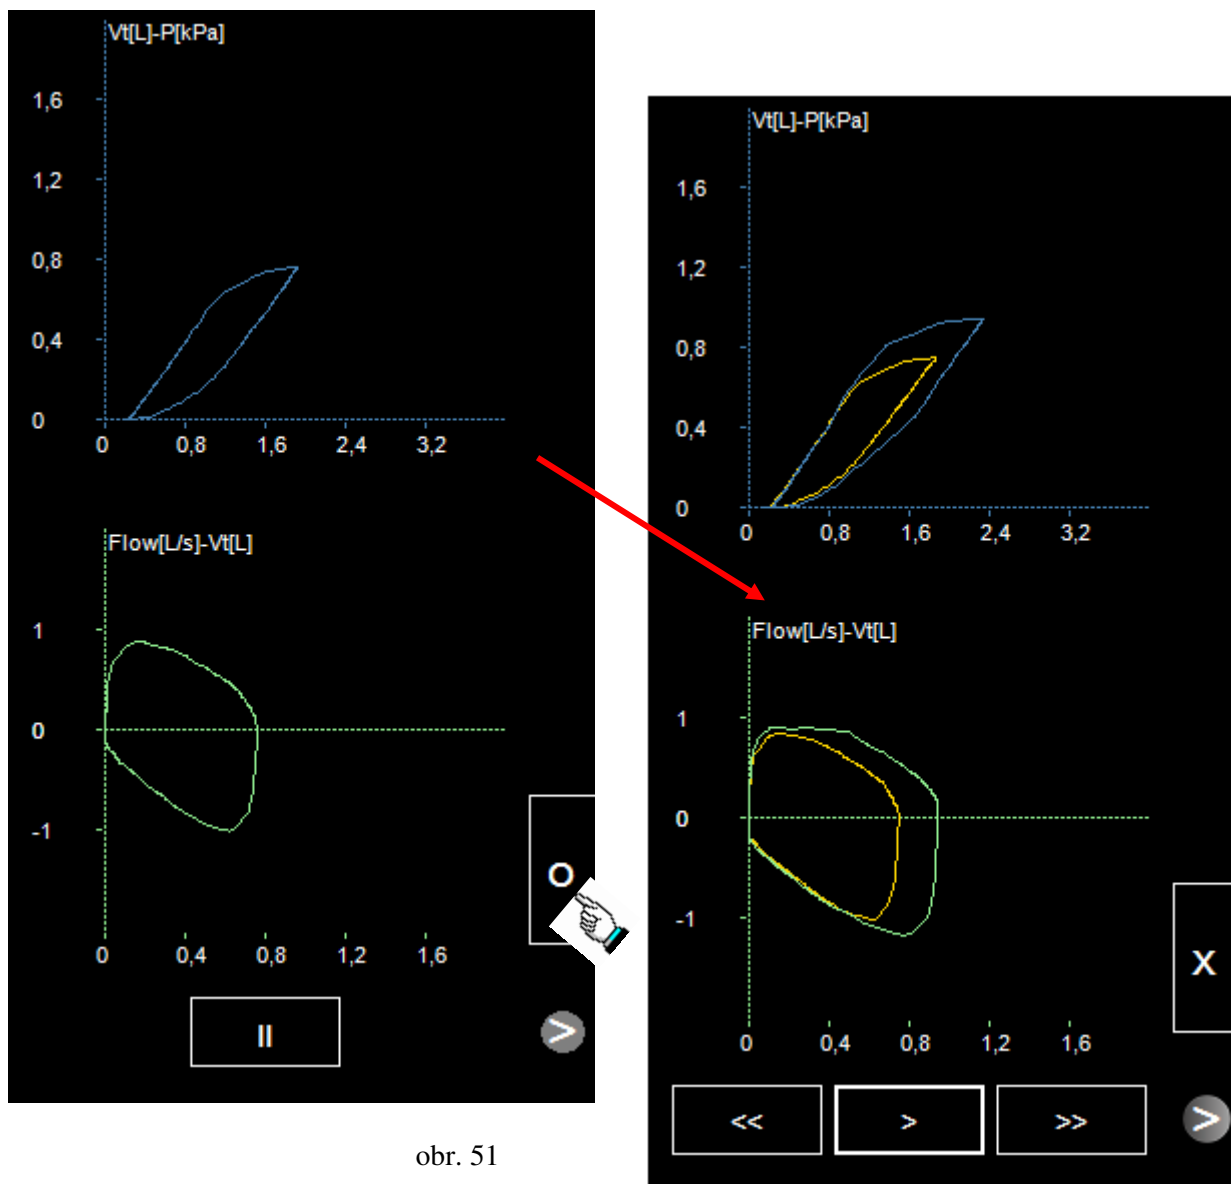 Vt[L]-P[kPa]
1,6
1,2
0,8
0,4
0
0 0,8 1,6 2,4 3,2
Flow[L/s]-Vt[L]
1
0
-1
O
0 0,4 0,8 1,2 1,6
II
>
Vt[L]-P[kPa]
1,6
1,2
0,8
0,4
0
0 0,8 1,6 2,4 3,2
Flow[L/s]-Vt[L]
1
0
-1
X
0 0,4 0,8 1,2 1,6
<< > >>
>
obr. 51